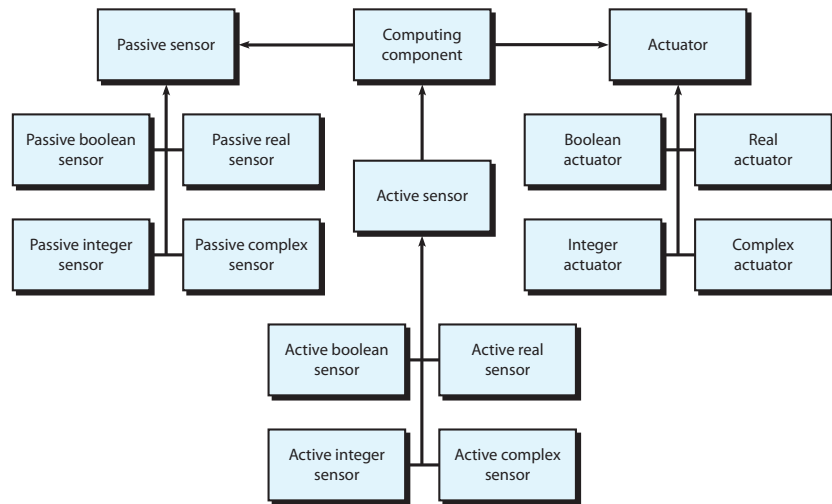 Passive sensor
Computing
component
Actuator
Passive boolean
sensor
Passive real
sensor
Boolean
actuator
Real
actuator
Active sensor
Passive integer
sensor
Passive complex
sensor
Integer
actuator
Complex
actuator
Active boolean
sensor
Active real
sensor
Active integer
sensor
Active complex
sensor